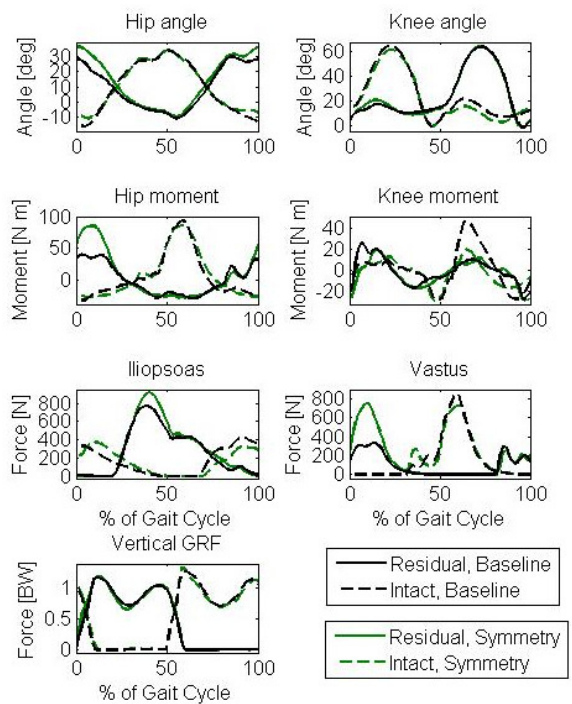 Hip angle
Knee angle
Angle [deg]
30
20
10
0
-10
0 50 100
Angle [deg]
60
40
20
0
0 50 100
Hip moment
Knee moment
Moment [N m]
100
50
0
0 50 100
Moment [N m]
40
20
0
-20
0 50 100
Iliopsoas
Vastus
Force [N]
800
600
400
200
0
0 50 100
% of Gait Cycle
Force [N]
800
600
400
200
0
0 50 100
% of Gait Cycle
Vertical GRF
Force [BW]
1
0.5
0
0 50 100
% of Gait Cycle
Residual, Baseline
Intact, Baseline
Residual, Symmetry
Intact, Symmetry